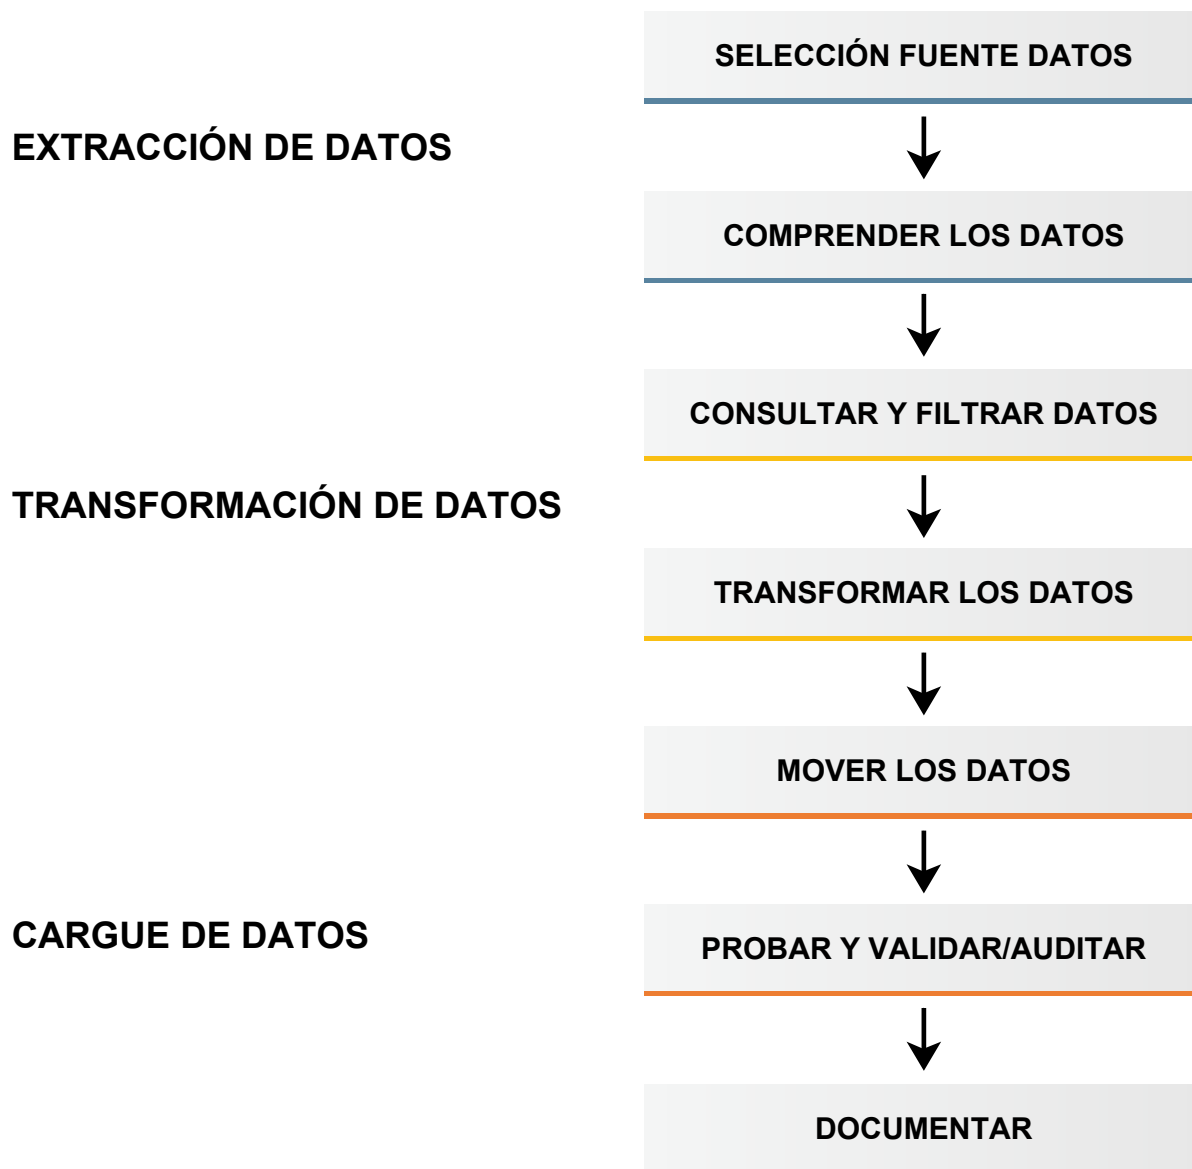 SELECCIÓN FUENTE DATOS
EXTRACCIÓN DE DATOS
COMPRENDER LOS DATOS
CONSULTAR Y FILTRAR DATOS
TRANSFORMACIÓN DE DATOS
TRANSFORMAR LOS DATOS
MOVER LOS DATOS
CARGUE DE DATOS
PROBAR Y VALIDAR/AUDITAR
DOCUMENTAR